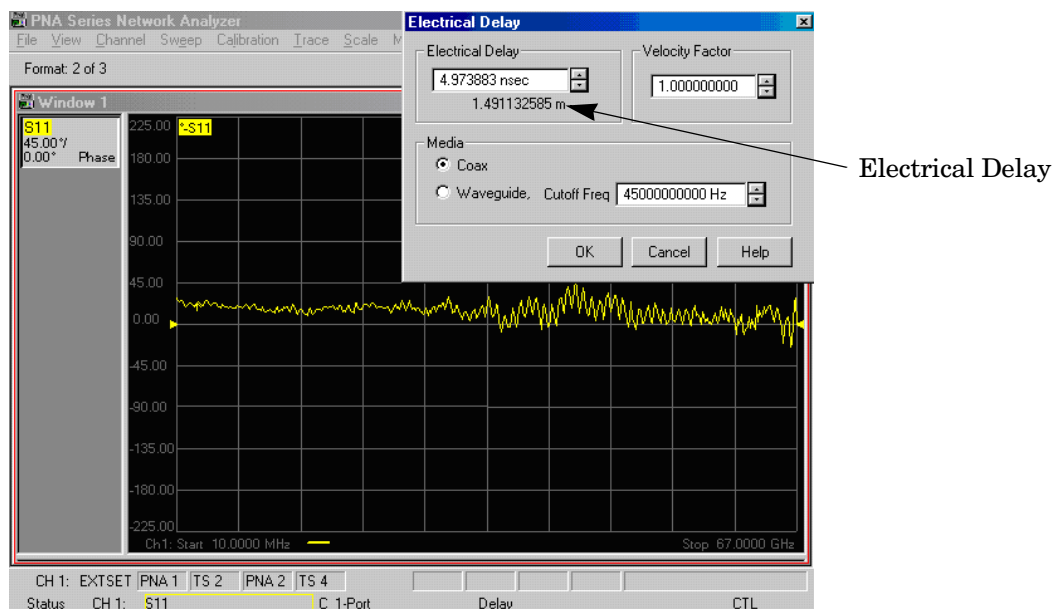 PNA Series Network Analyzer
File View Channel Sweep Calibration Trace Scale M
Format: 2 of 3
Window 1
S11
45.00°/
0.00° Phase
225.00
*-S11
180.00
135.00
90.00
45.00
0.00
-45.00
-90.00
-135.00
-180.00
-225.00
Ch1: Start 10.0000 MHz
Stop 67.0000 GHz
Electrical Delay
Electrical Delay
4.973883 nsec
1.491132585 m
Velocity Factor
1.000000000
Media
Coax
Waveguide, Cutoff Freq 45000000000 Hz
OK Cancel Help
Electrical Delay
CH 1: EXTSET PNA 1 TS 2 PNA 2 TS 4
Status CH 1: S11 C 1-Port Delay CTL